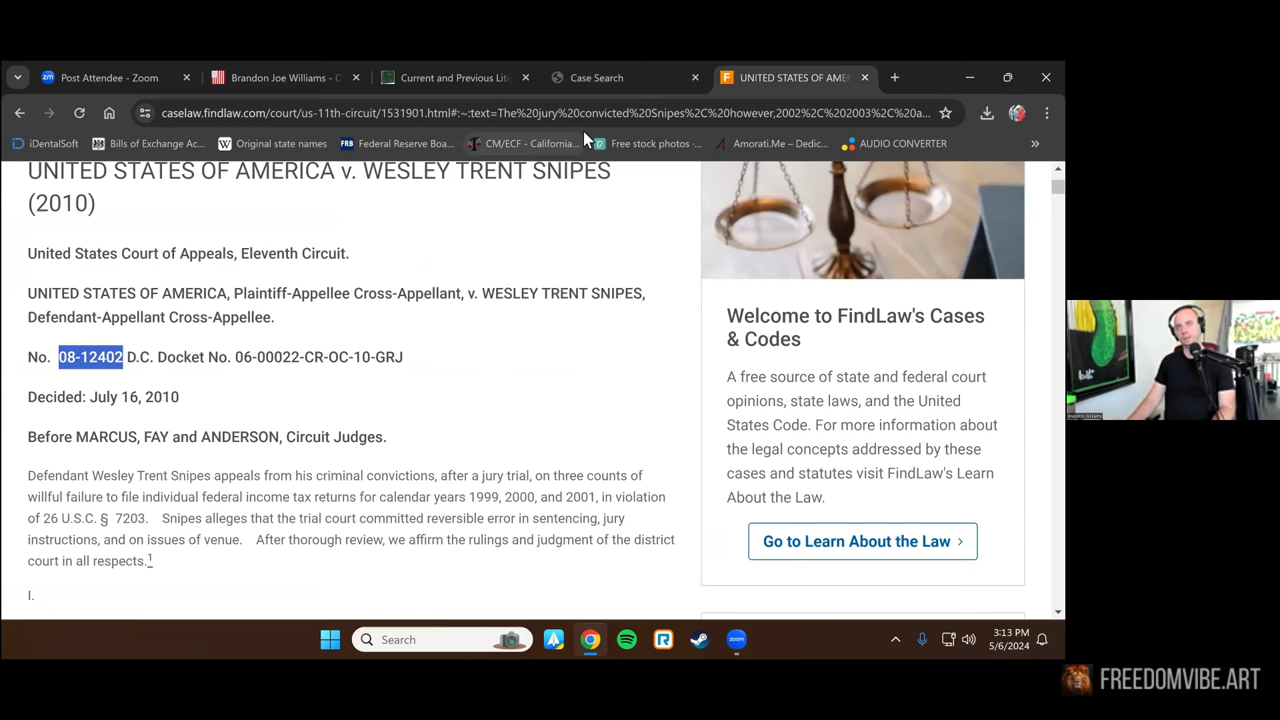 Post Attendee - Zoom
Brandon Joe Williams - C
Current and Previous Liti
Case Search
UNITED STATES OF AME
caselaw.findlaw.com/court/us-11th-circuit/1531901.html#:~:text=The%20jury%20convicted%20Snipes%2C%20however,2002%2C%202003%2C%20a...
iDentalSoft
Bills of Exchange Ac...
Original state names
Federal Reserve Boa...
CM/ECF - California...
Free stock photos -...
Amorati.Me – Dedic...
AUDIO CONVERTER
UNITED STATES OF AMERICA v. WESLEY TRENT SNIPES
(2010)
United States Court of Appeals, Eleventh Circuit.
UNITED STATES OF AMERICA, Plaintiff-Appellee Cross-Appellant, v. WESLEY TRENT SNIPES,
Defendant-Appellant Cross-Appellee.
No. 08-12402 D.C. Docket No. 06-00022-CR-OC-10-GRJ
Decided: July 16, 2010
Before MARCUS, FAY and ANDERSON, Circuit Judges.
Defendant Wesley Trent Snipes appeals from his criminal convictions, after a jury trial, on three counts of
willful failure to file individual federal income tax returns for calendar years 1999, 2000, and 2001, in violation
of 26 U.S.C. § 7203. Snipes alleges that the trial court committed reversible error in sentencing, jury
instructions, and on issues of venue. After thorough review, we affirm the rulings and judgment of the district
court in all respects.1
I.
Welcome to FindLaw's Cases
& Codes
A free source of state and federal court
opinions, state laws, and the United
States Code. For more information
about the legal concepts addressed by these
cases and statutes visit FindLaw's Learn
About the Law.
Go to Learn About the Law
Brandon Williams
Search
zoom
3:13 PM
5/6/2024
FREEDOMVIBE.ART